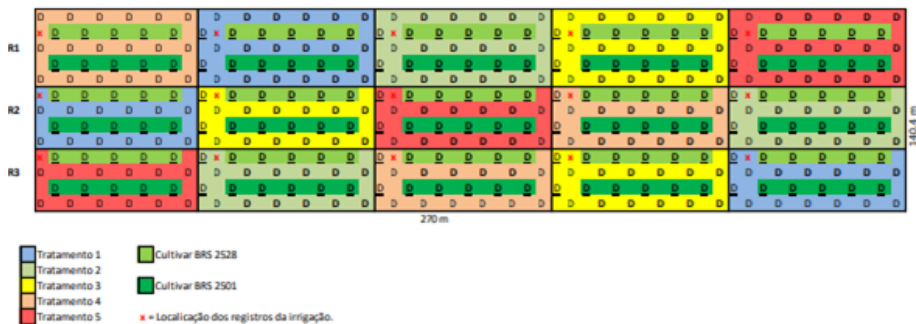 D D D D D D D D D D D D D D D D D D D D D D D D D D D D D D
x D D D D D D x D D D D D D x D D D D D D x D D D D D D x D D D D D
R1 D D D D D D D D D D D D D D D D D D D D D D D D D D D D D D
D D D D D D D D D D D D D D D D D D D D D D D D D D D D D
D D D D D D D D D D D D D D D D D D D D D D D D D D D D D D
x D D D D D D x D D D D D D x D D D D D D x D D D D D D x D D D D D
R2 D D D D D D D D D D D D D D D D D D D D D D D D D D D D D D
D D D D D D D D D D D D D D D D D D D D D D D D D D D D D
D D D D D D D D D D D D D D D D D D D D D D D D D D D D D D
x D D D D D D x D D D D D D x D D D D D D x D D D D D D x D D D D D
R3 D D D D D D D D D D D D D D D D D D D D D D D D D D D D D D
D D D D D D D D D D D D D D D D D D D D D D D D D D D D D
D D D D D D D D D D D D D D D D D D D D D D D D D D D D D D
140.4 m
270 m
Tratamento 1
Tratamento 2
Tratamento 3
Tratamento 4
Tratamento 5
Cultivar BRS 2528
Cultivar BRS 2501
x = Localicação dos registros da irrigação.